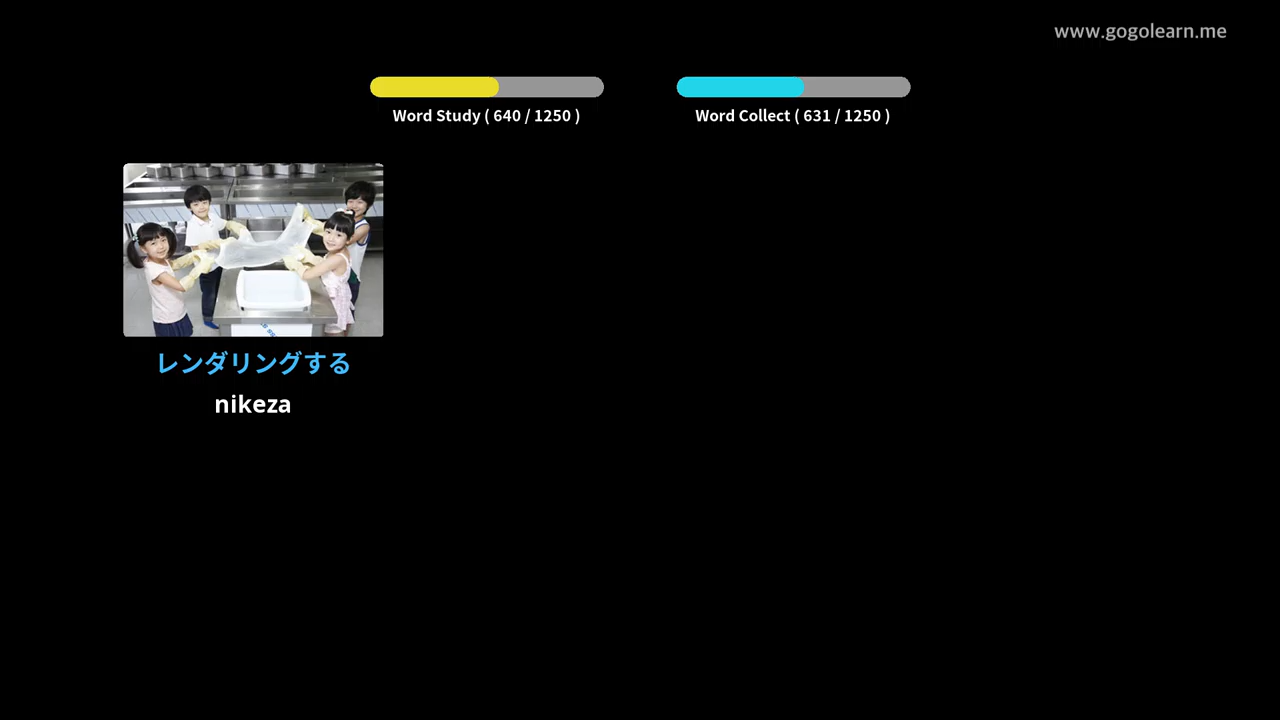 www.gogolearn.me
Word Study ( 640 / 1250 )
Word Collect ( 631 / 1250 )
レンダリングする
nikeza